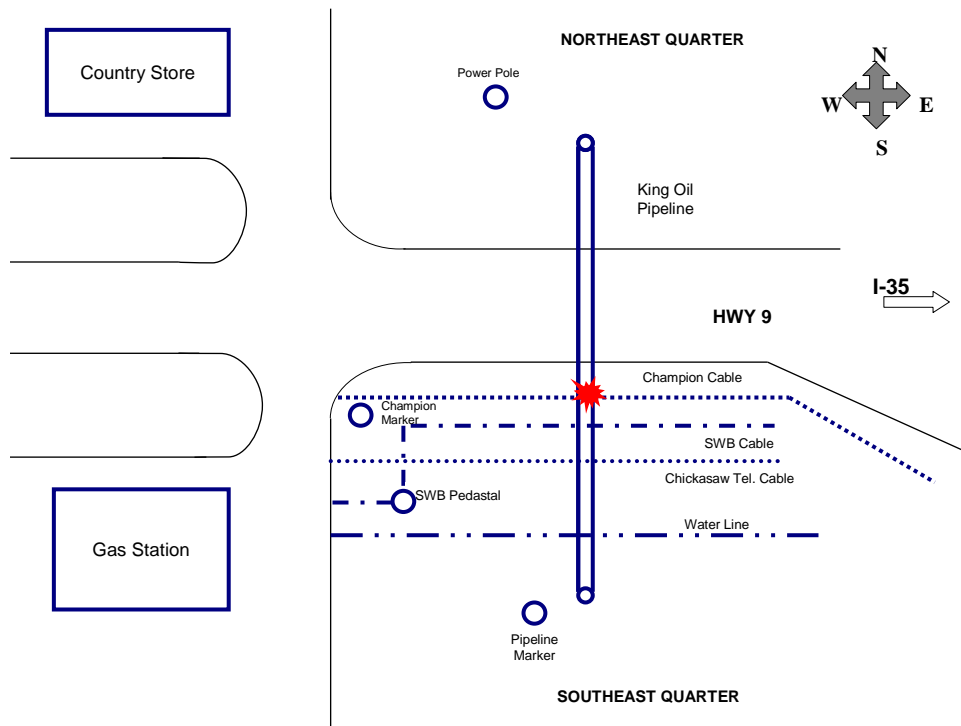 NORTHEAST QUARTER
Country Store
Power Pole
N
W
E
S
King Oil
Pipeline
I-35
HWY 9
Champion Cable
Champion
Marker
SWB Cable
Chickasaw Tel. Cable
SWB Pedastal
Water Line
Gas Station
Pipeline
Marker
SOUTHEAST QUARTER